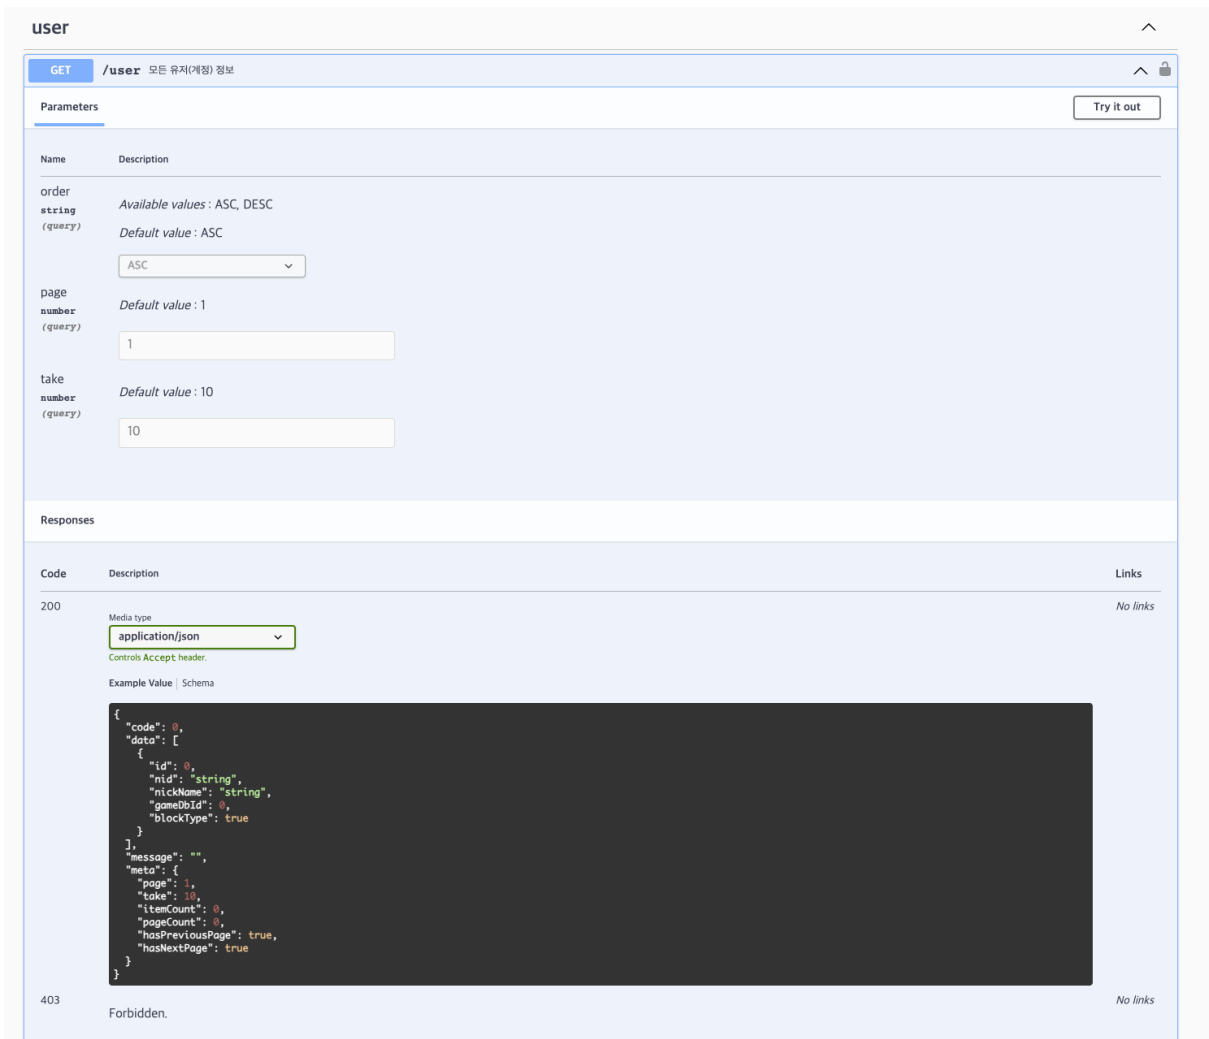 user
GET /user 모든 유저(계정) 정보
Parameters
Try it out
Name Description
order
string
(query)
Available values : ASC, DESC
Default value : ASC
ASC
page
number
(query)
Default value : 1
1
take
number
(query)
Default value : 10
10
Responses
Code Description Links
200 No links
Media type
application/json
Controls Accept header.
Example Value | Schema
{
"code": 0,
"data": [
{
"id": 0,
"nid": "string",
"nickName": "string",
"gameDbId": 0,
"blockType": true
}
],
"message": "",
"meta": {
"page": 1,
"take": 10,
"itemCount": 0,
"pageCount": 0,
"hasPreviousPage": true,
"hasNextPage": true
}
}
403 No links
Forbidden.